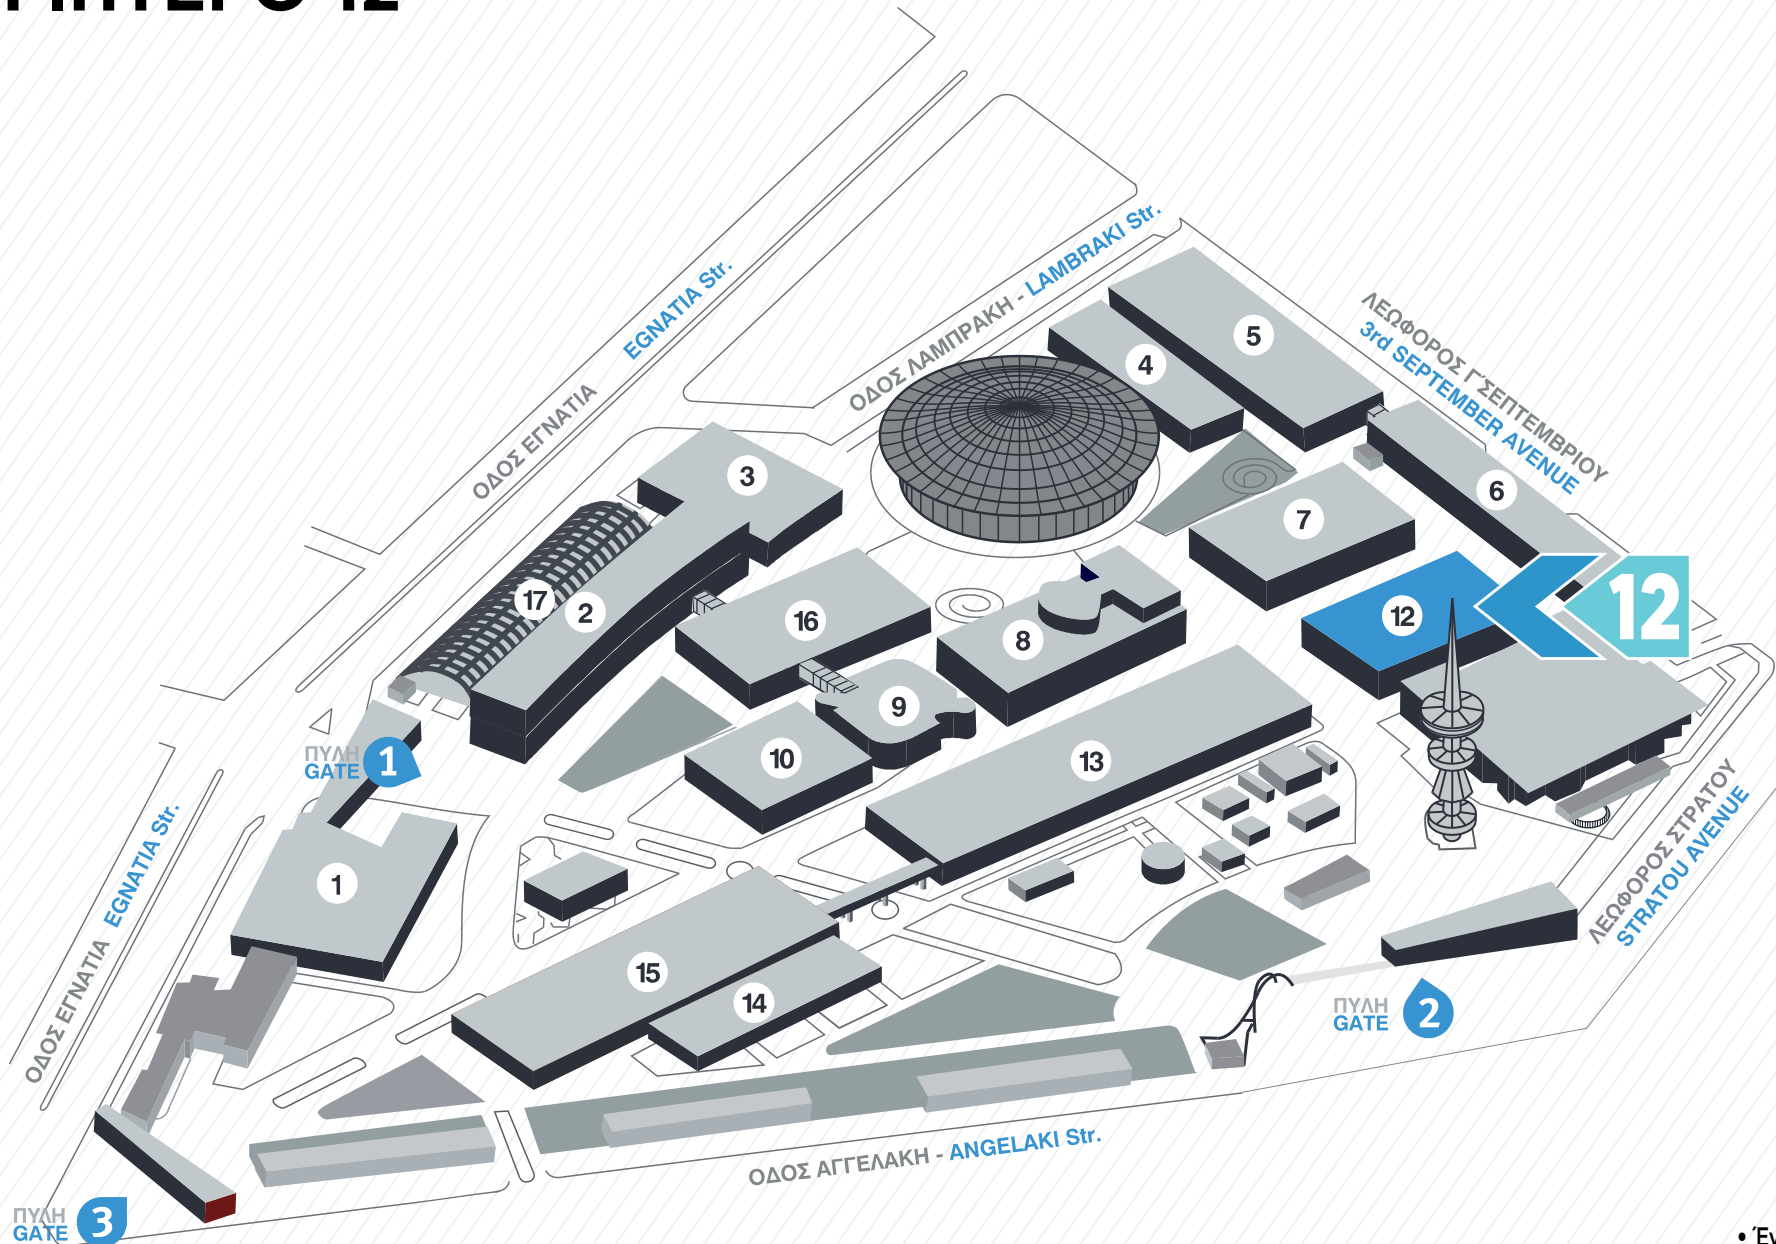 12
ΟΔΟΣ ΕΓΝΑΤΙΑ EGNATIA Str.
ΟΔΟΣ ΛΑΜΠΡΑΚΗ - LAMBRAKI Str.
ΛΕΩΦΟΡΟΣ Γ΄ΣΕΠΤΕΜΒΡΙΟΥ
3rd SEPTEMBER AVENUE
5
4
3
6
7
17
2
16
12
12
8
9
10
13
ΠΥΛΗ
GATE 1
1
ΟΔΟΣ ΕΓΝΑΤΙΑ EGNATIA Str.
15
14
ΛΕΩΦΟΡΟΣ ΣΤΡΑΤΟΥ
STRATOU AVENUE
ΠΥΛΗ
GATE 2
ΟΔΟΣ ΑΓΓΕΛΑΚΗ - ANGELAKI Str.
ΠΥΛΗ
GATE 3